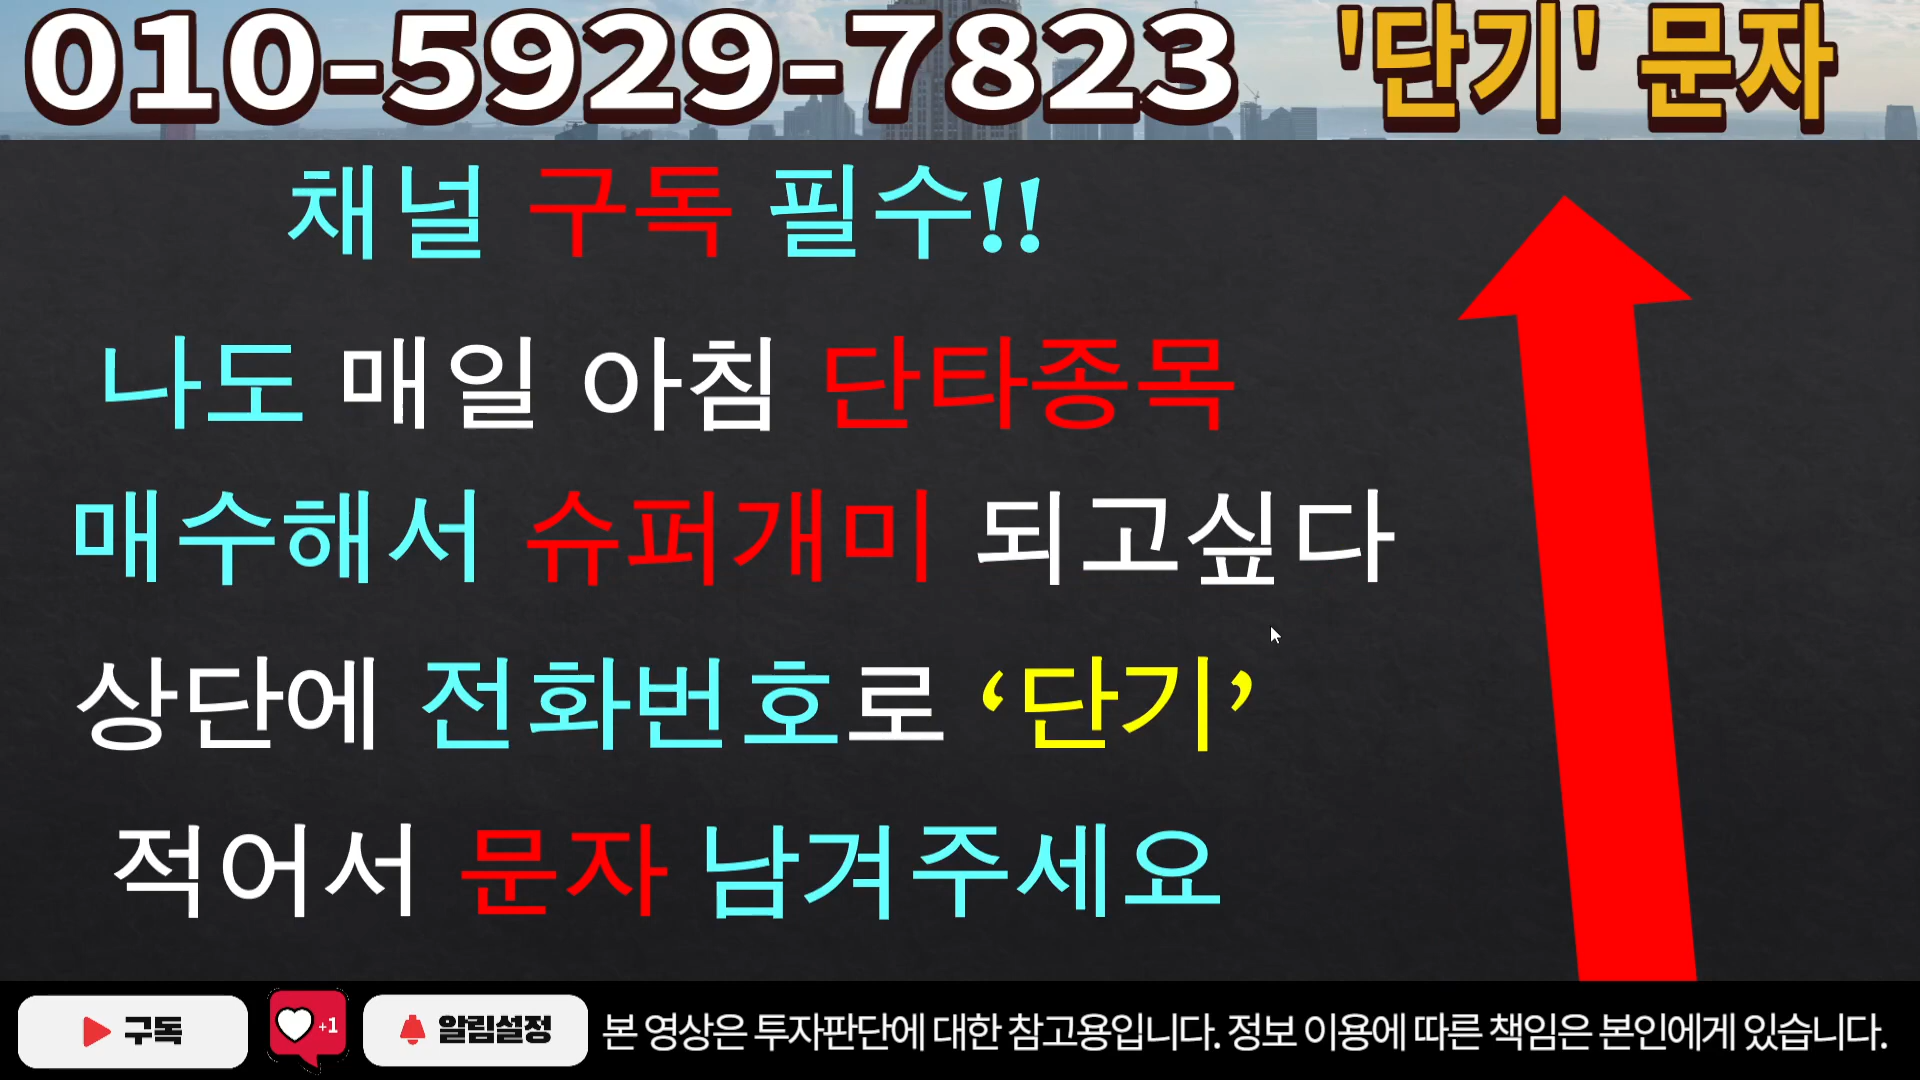 010-5929-7823 '단기' 문자
채널 구독 필수!!
나도 매일 아침 단타종목
매수해서 슈퍼개미 되고싶다
상단에 전화번호로 ‘단기’
적어서 문자 남겨주세요
구독 +1 알림설정 본 영상은 투자판단에 대한 참고용입니다. 정보 이용에 따른 책임은 본인에게 있습니다.